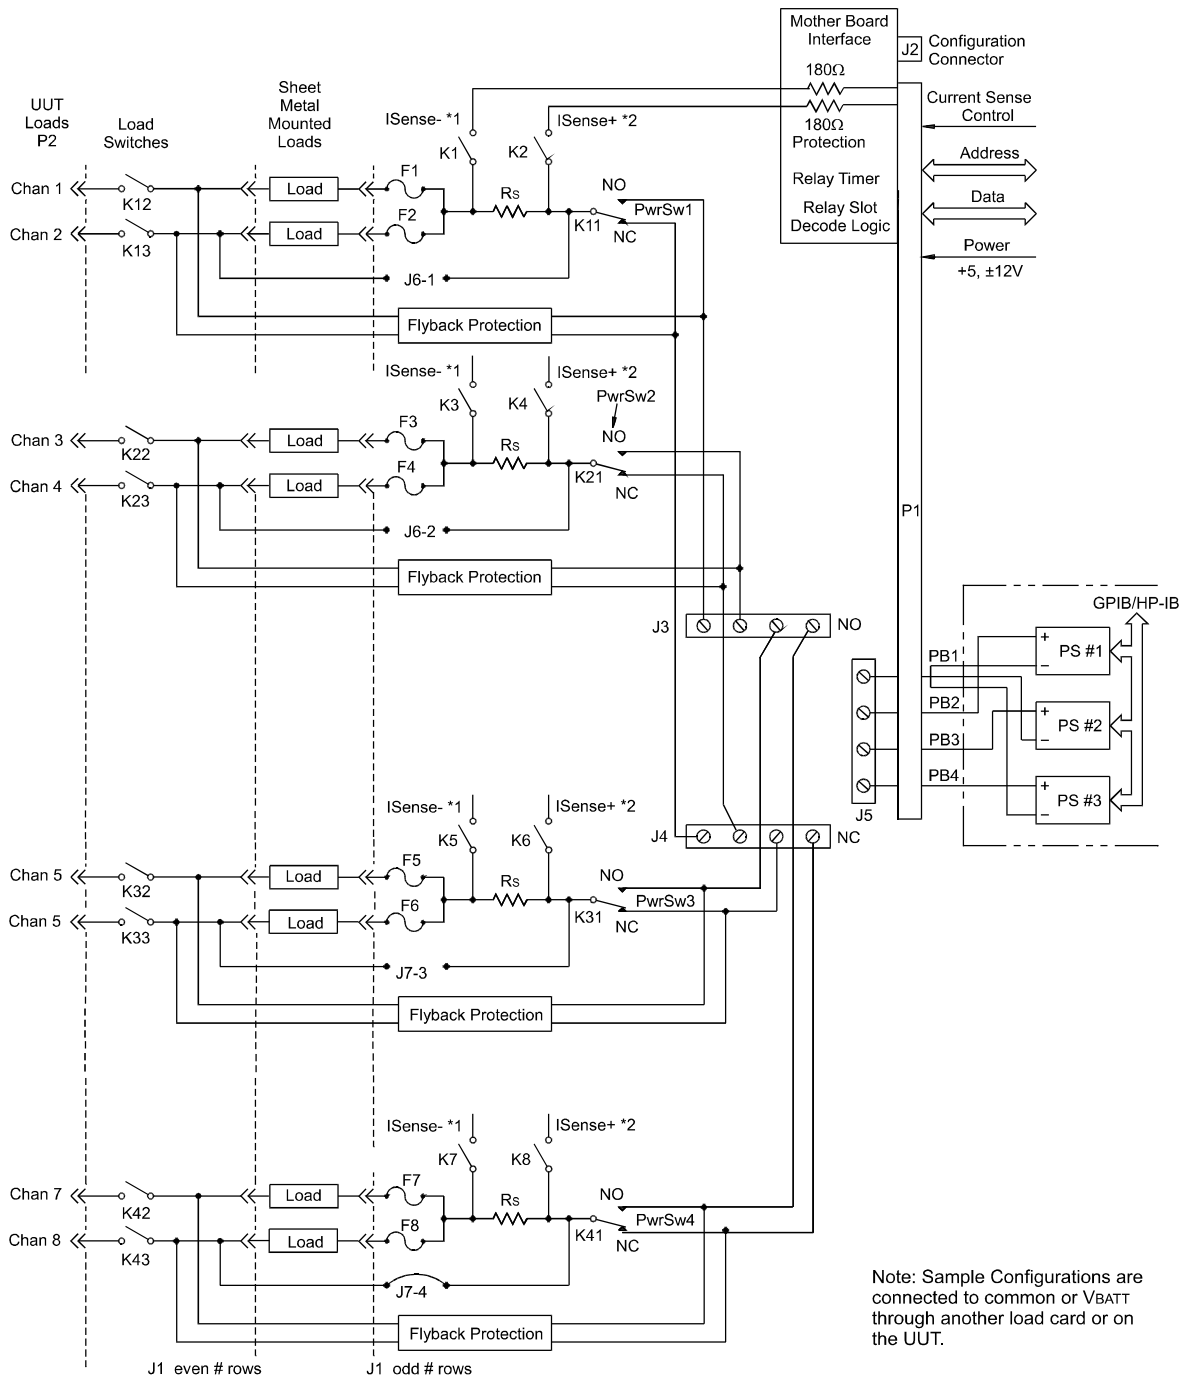 Mother Board
Interface
J2
Configuration
Connector
180Ω
180Ω
Protection
Relay Timer
Relay Slot
Decode Logic
Current Sense
Control
Address
Data
Power
+5, ±12V
UUT
Loads
P2
Load
Switches
Sheet
Metal
Mounted
Loads
ISense- *1
K1
K2
ISense+ *2
Chan 1
K12
Load
F1
Rs
NO
PwrSw1
K11
NC
Chan 2
K13
Load
F2
J6-1
Flyback Protection
ISense- *1
K3
K4
ISense+ *2
PwrSw2
NO
Chan 3
K22
Load
F3
Rs
K21
NC
Chan 4
K23
Load
F4
J6-2
Flyback Protection
P1
J3
NO
GPIB/HP-IB
PB1
+
PS #1
–
PB2
+
PS #2
–
PB3
PB4
+
PS #3
–
J5
J4
NC
ISense- *1
K5
K6
ISense+ *2
Chan 5
K32
Load
F5
Rs
NO
PwrSw3
K31
NC
Chan 5
K33
Load
F6
J7-3
Flyback Protection
ISense- *1
K7
K8
ISense+ *2
Chan 7
K42
Load
F7
Rs
NO
PwrSw4
K41
NC
Chan 8
K43
Load
F8
J7-4
Flyback Protection
J1 even # rows
J1 odd # rows
Note: Sample Configurations are
connected to common or VBATT
through another load card or on
the UUT.